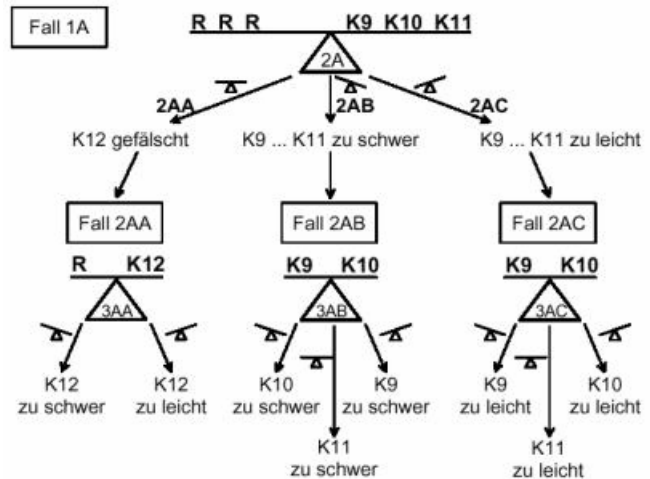 Fall 1A
R R R K9 K10 K11
2A
2AA 2AB 2AC
K12 gefälscht K9 ... K11 zu schwer K9 ... K11 zu leicht
Fall 2AA Fall 2AB Fall 2AC
R K12 K9 K10 K9 K10
3AA 3AB 3AC
K12 K12 K10 K9 K9 K10
zu schwer zu leicht zu schwer zu schwer zu leicht zu leicht
K11 K11
zu schwer zu leicht